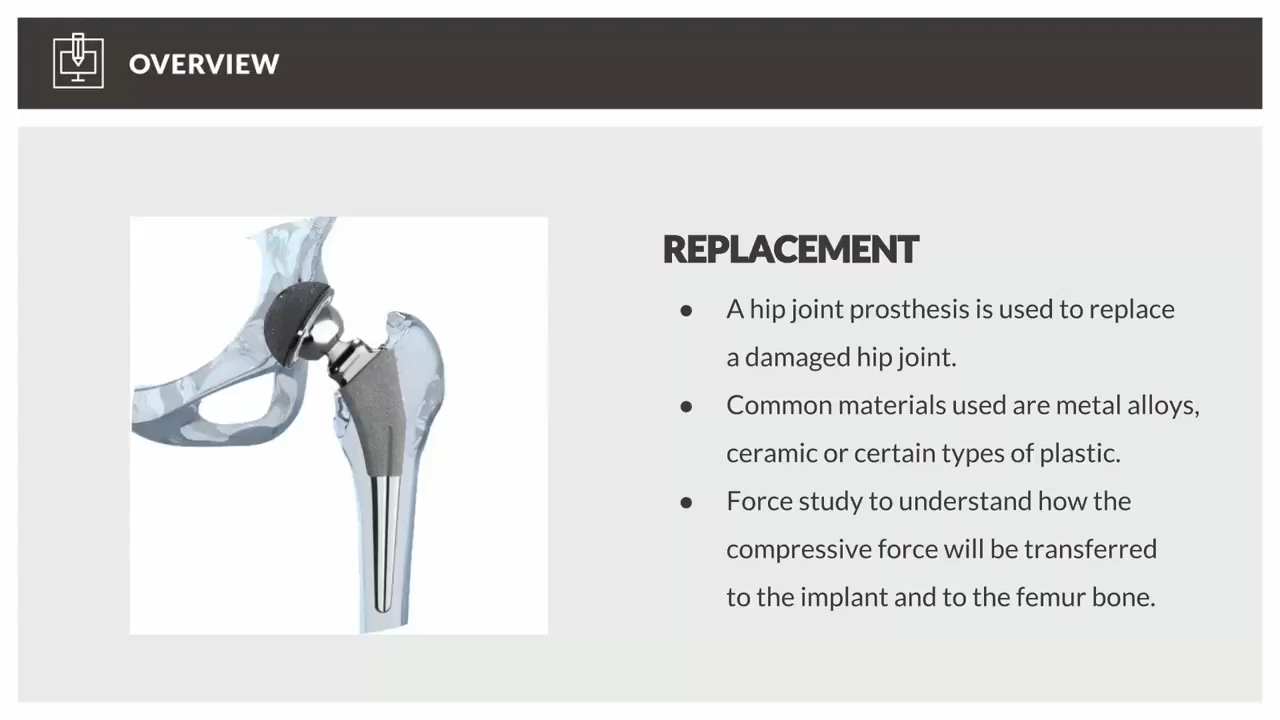 OVERVIEW
REPLACEMENT
● A hip joint prosthesis is used to replace
a damaged hip joint.
● Common materials used are metal alloys,
ceramic or certain types of plastic.
● Force study to understand how the
compressive force will be transferred
to the implant and to the femur bone.